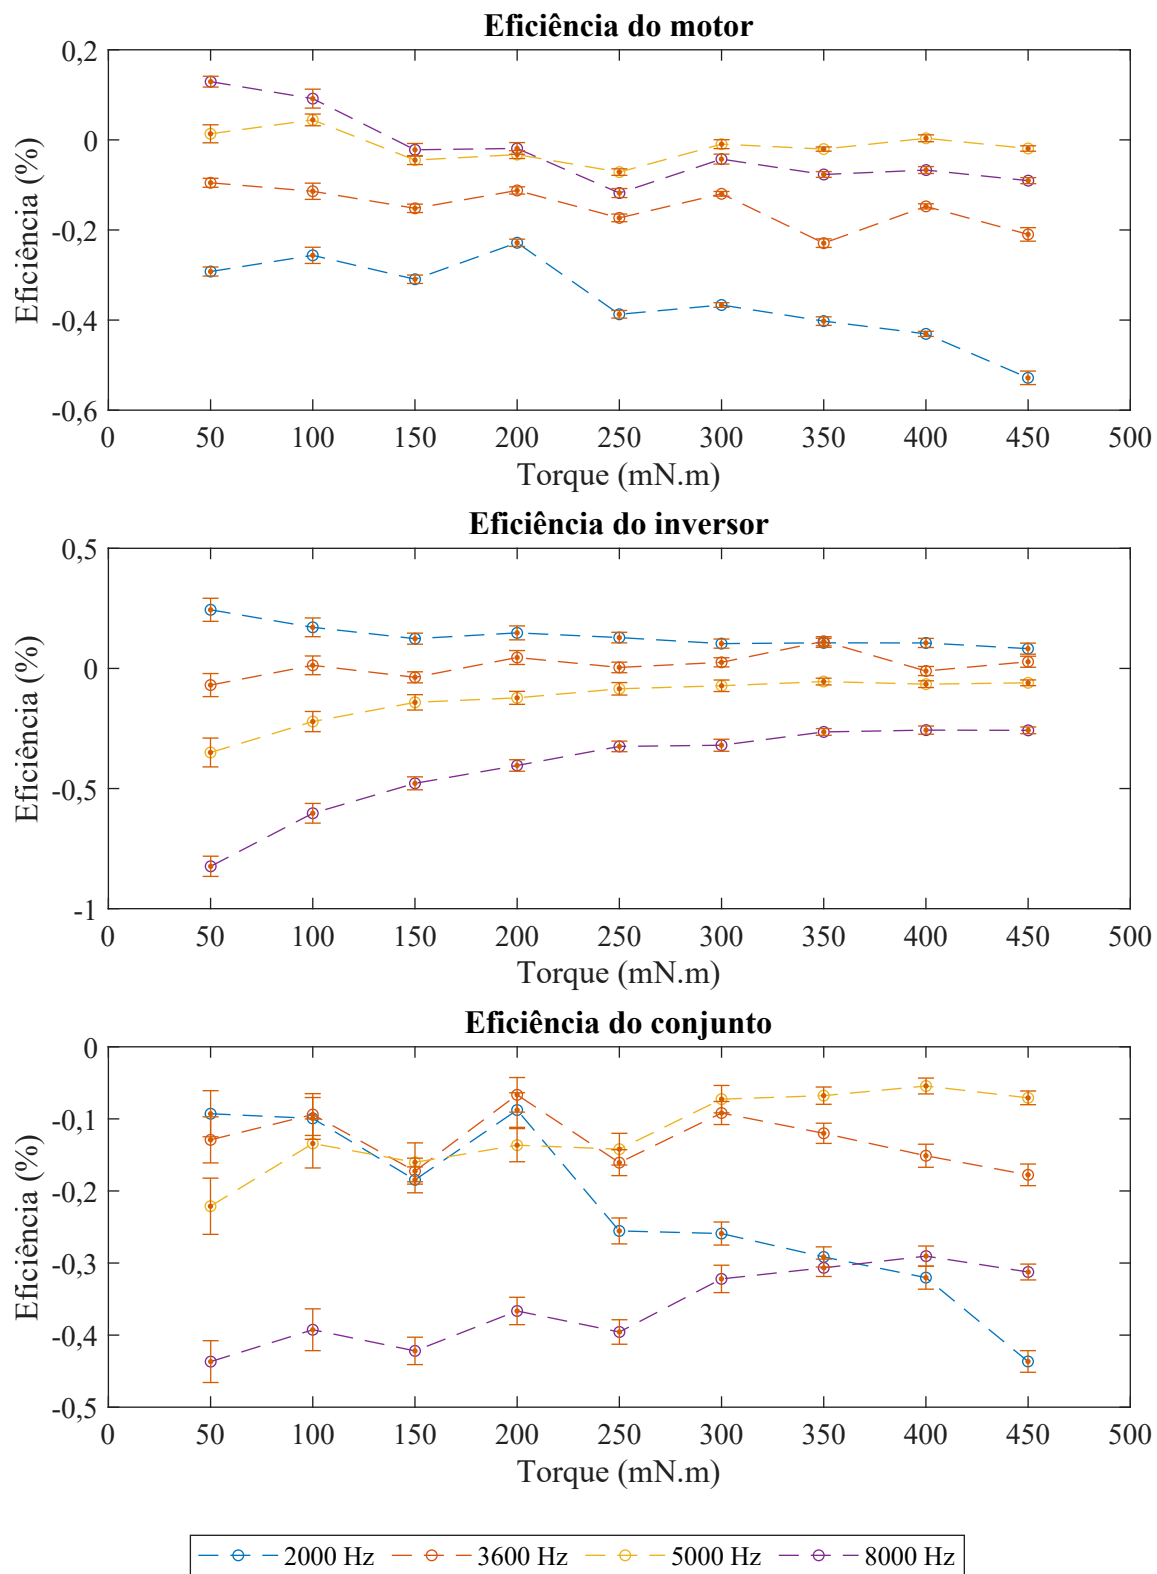 Eficiência do motor
0,2
0
-0,2
-0,4
-0,6
Eficiência (%)
0 50 100 150 200 250 300 350 400 450 500
Torque (mN.m)
Eficiência do inversor
0,5
0
-0,5
-1
Eficiência (%)
0 50 100 150 200 250 300 350 400 450 500
Torque (mN.m)
Eficiência do conjunto
0
-0,1
-0,2
-0,3
-0,4
-0,5
Eficiência (%)
0 50 100 150 200 250 300 350 400 450 500
Torque (mN.m)
2000 Hz 3600 Hz 5000 Hz 8000 Hz